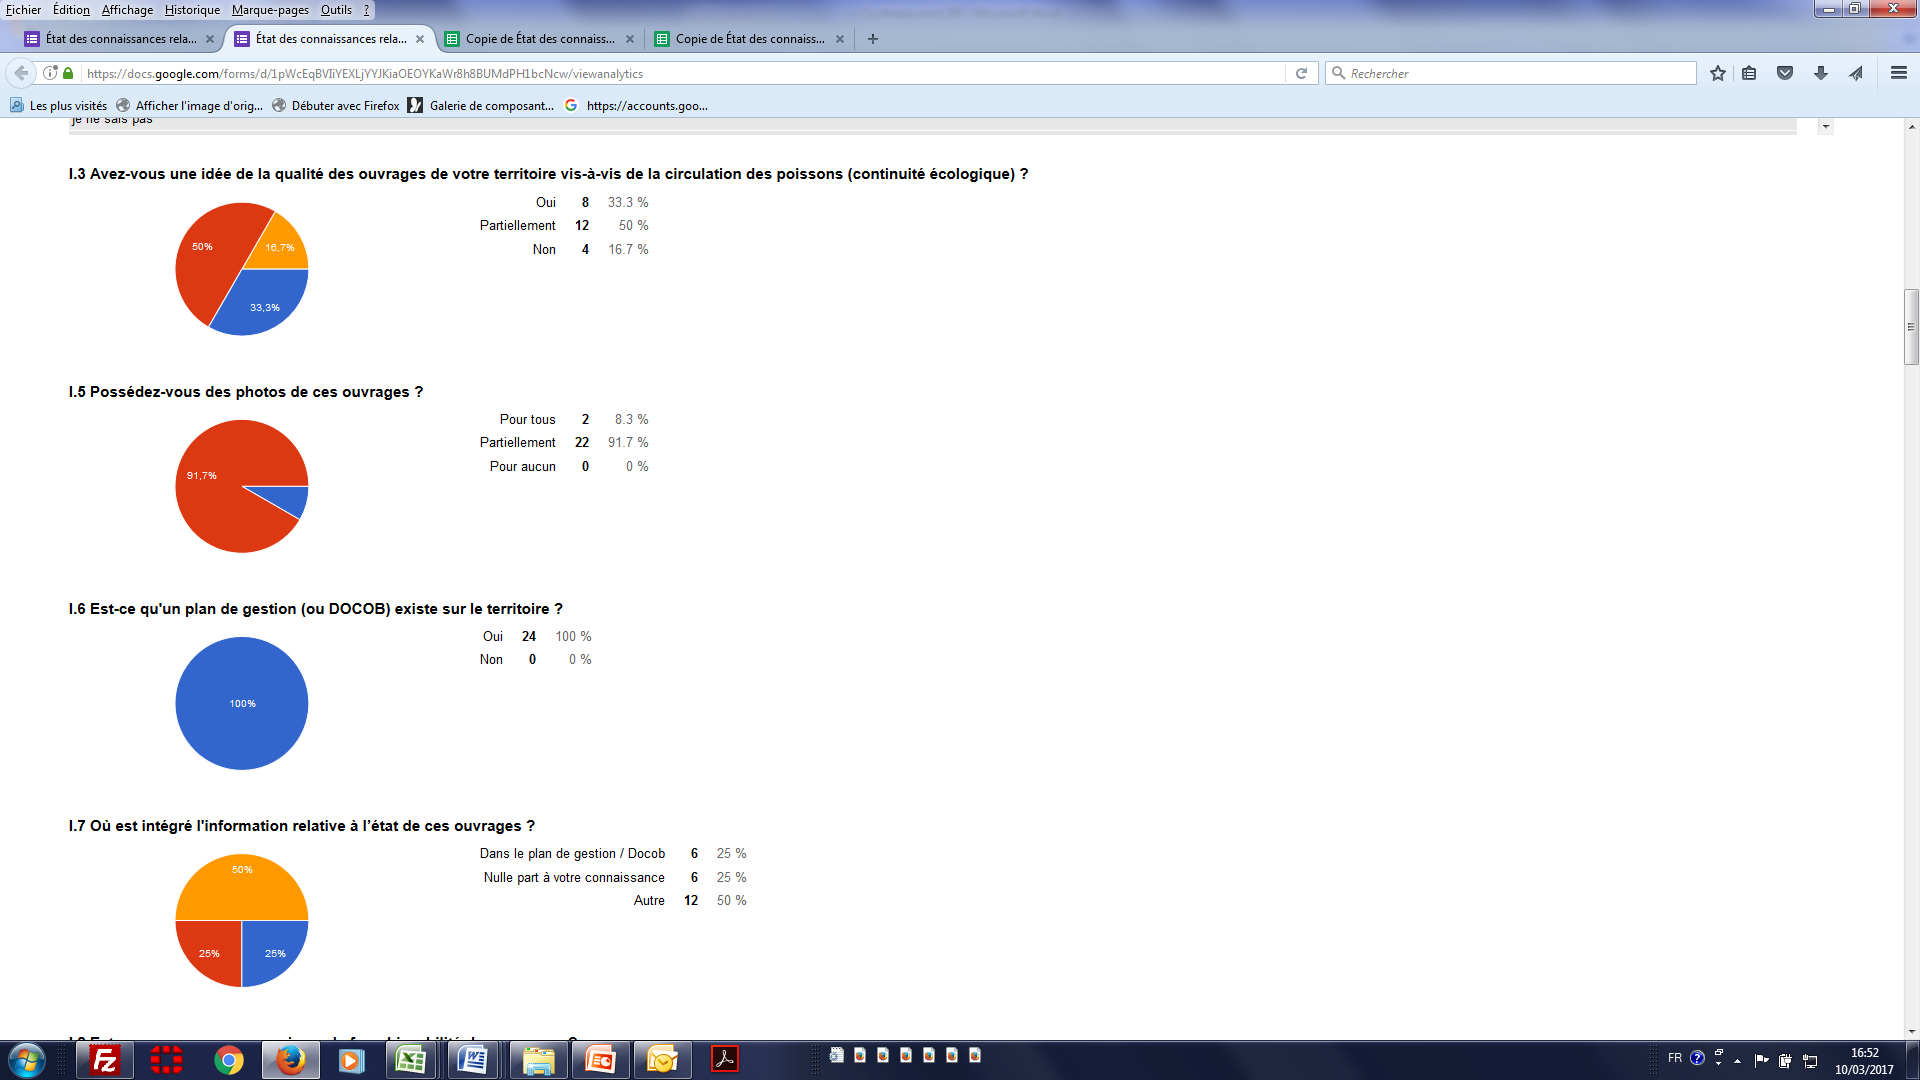 Fichier Édition Affichage Historique Marque-pages Outils ?
État des connaissances rela... État des connaissances rela... Copie de État des connaiss... Copie de État des connaiss...
https://docs.google.com/forms/d/1pWcEqBVIiYEXLjYYJKiaOEOYKaWr8h8BUMdPH1bcNcw/viewanalytics Rechercher
Les plus visités Afficher l'image d'orig... Débuter avec Firefox Galerie de composant... https://accounts.goo...
je ne sais pas
I.3 Avez-vous une idée de la qualité des ouvrages de votre territoire vis-à-vis de la circulation des poissons (continuité écologique) ?
Oui 8 33.3 %
Partiellement 12 50 %
Non 4 16.7 %
50% 16,7%
33,3%
I.5 Possédez-vous des photos de ces ouvrages ?
Pour tous 2 8.3 %
Partiellement 22 91.7 %
Pour aucun 0 0 %
91,7%
I.6 Est-ce qu'un plan de gestion (ou DOCOB) existe sur le territoire ?
Oui 24 100 %
Non 0 0 %
100%
I.7 Où est intégré l'information relative à l'état de ces ouvrages ?
Dans le plan de gestion / Docob 6 25 %
Nulle part à votre connaissance 6 25 %
Autre 12 50 %
50%
25% 25%
FR 16:52
10/03/2017